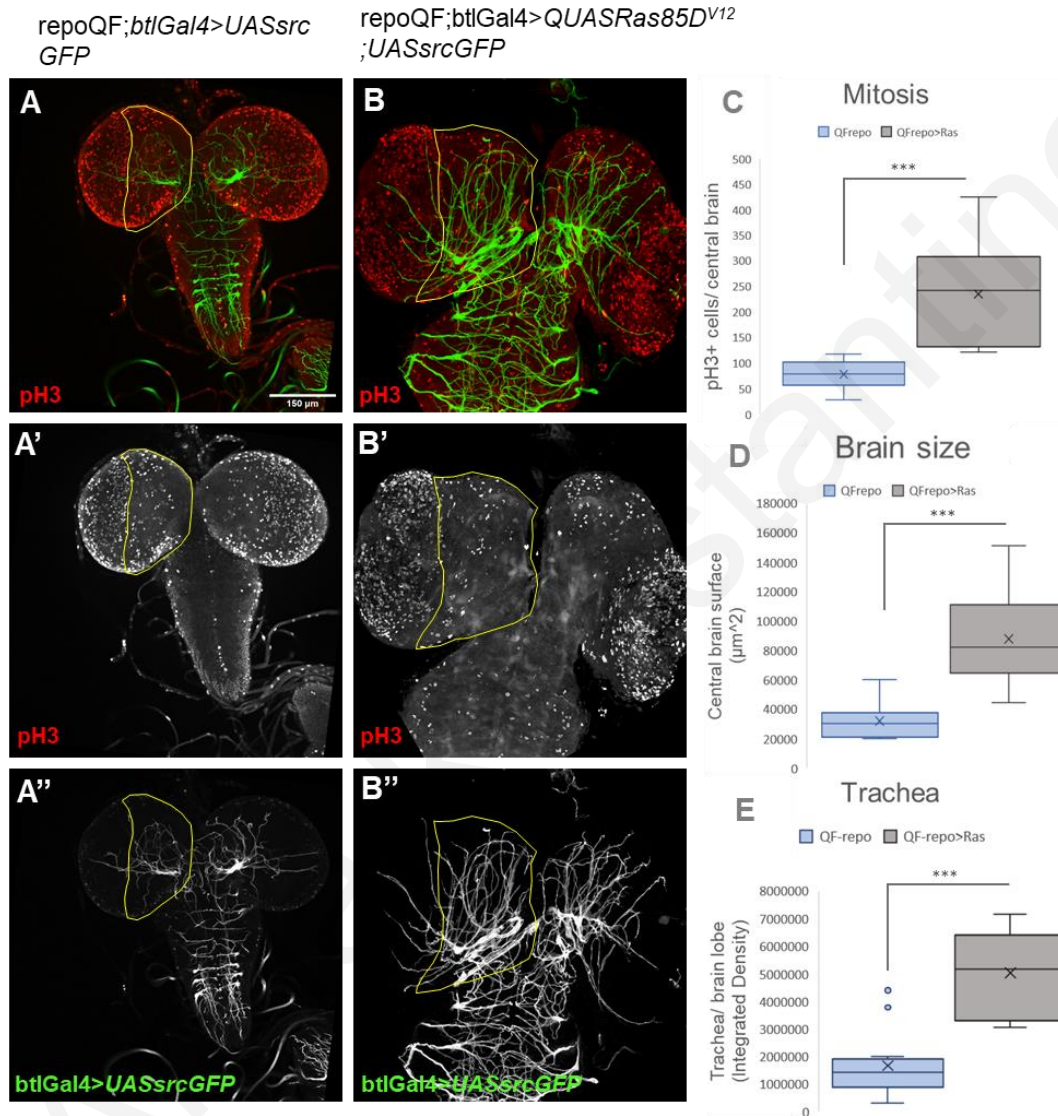 repoQF;btlGal4>UASsrc
GFP
repoQF;btlGal4>QUASRas85D^V12
;UASsrcGFP
A
pH3
150 µm
B
pH3
C
Mitosis
QFrepo
QFrepo>Ras
***
pH3+ cells/ central brain
500
450
400
350
300
250
200
150
100
50
0
A'
pH3
B'
pH3
D
Brain size
QFrepo
QFrepo>Ras
***
Central brain surface
(µm^2)
180000
160000
140000
120000
100000
80000
60000
40000
20000
0
A''
btlGal4>UASsrcGFP
B''
btlGal4>UASsrcGFP
E
Trachea
QF-repo
QF-repo>Ras
***
Trachea/ brain lobe
(Integrated Density)
8000000
7000000
6000000
5000000
4000000
3000000
2000000
1000000
0